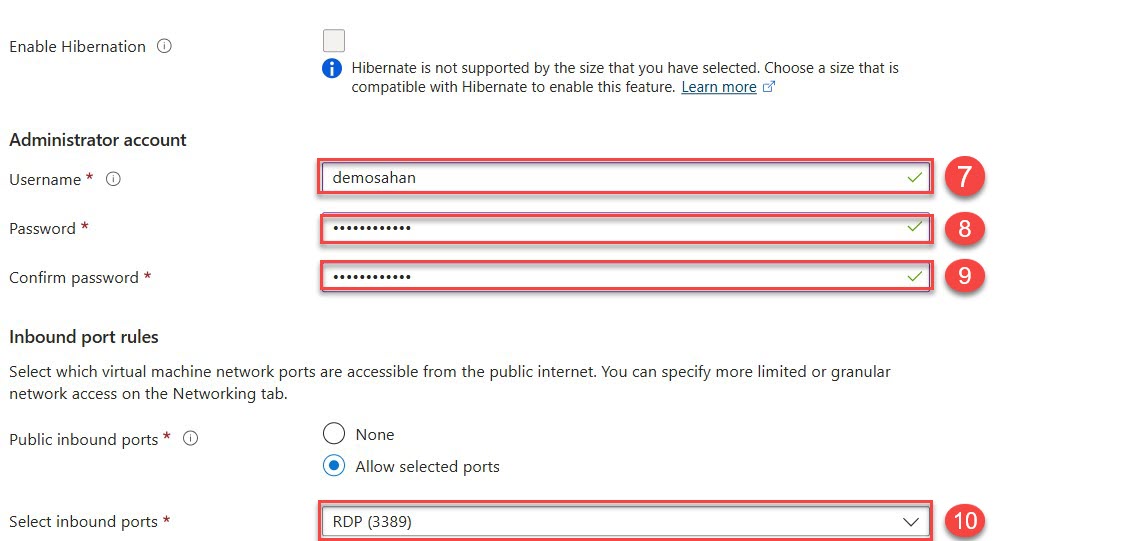 Enable Hibernation
Hibernate is not supported by the size that you have selected. Choose a size that is
compatible with Hibernate to enable this feature. Learn more
Administrator account
Username *
demosahan
7
Password *
••••••••••••
8
Confirm password *
••••••••••••
9
Inbound port rules
Select which virtual machine network ports are accessible from the public internet. You can specify more limited or granular
network access on the Networking tab.
Public inbound ports *
None
Allow selected ports
Select inbound ports *
RDP (3389)
10